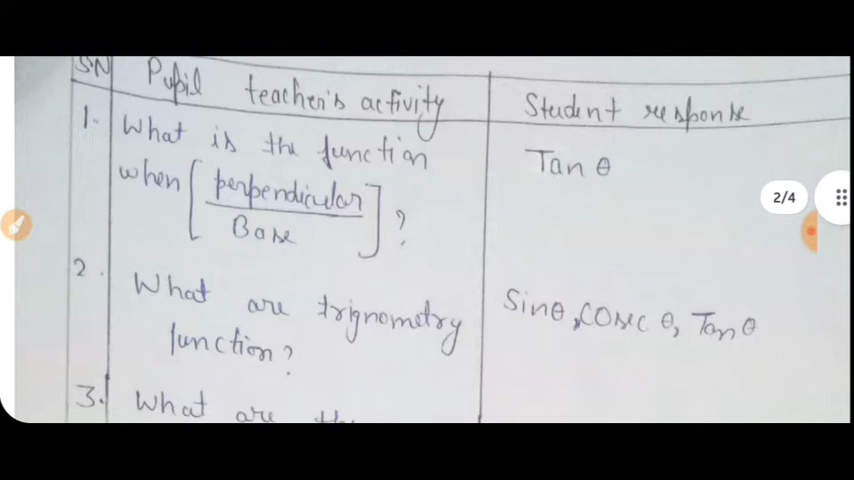 S.N Pupil teacher's activity Student response
1. What is the function Tan θ
when [perpendicular/Base]?
2. What are trignometry Sinθ, Cosec θ, Tan θ
function?
3. What are the
2/4